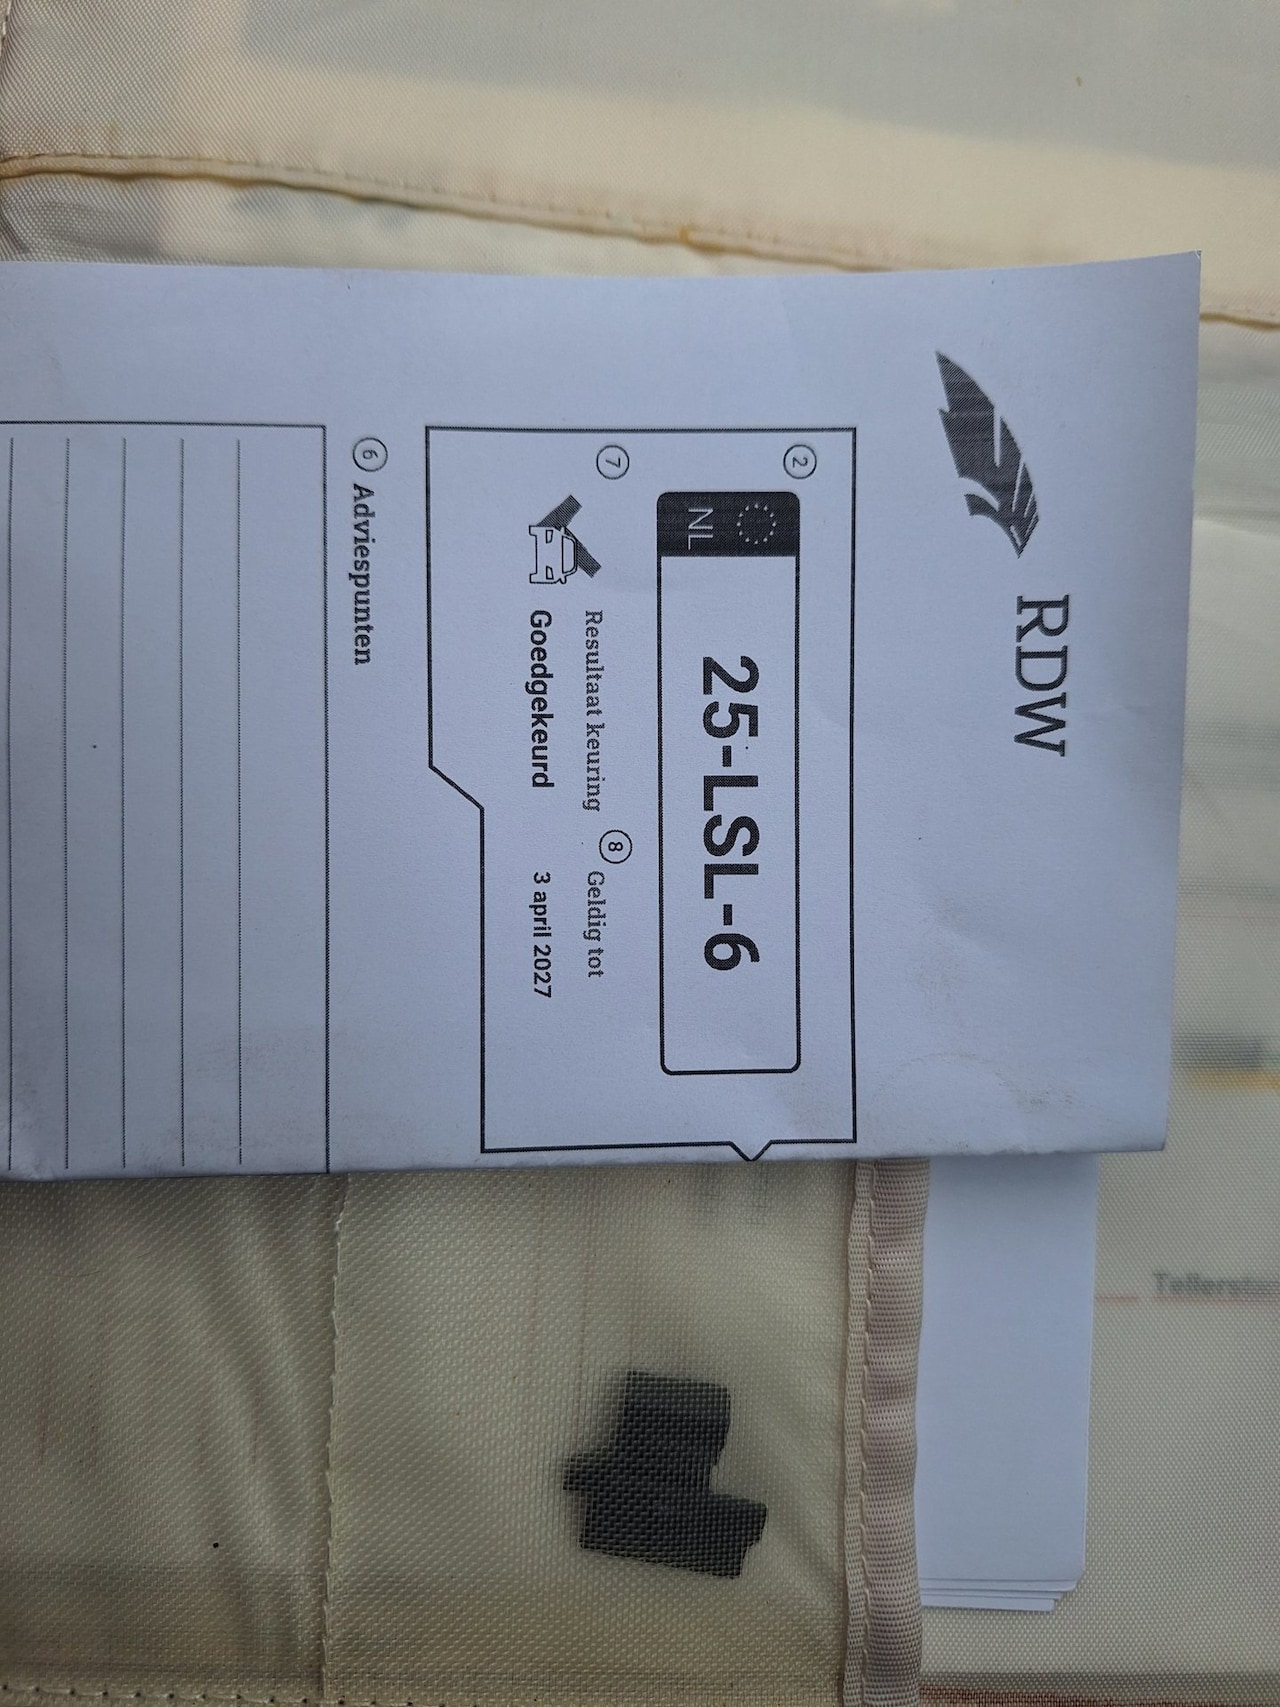 RDW
2
NL 25-LSL-6
7 Resultaat keuring 8 Geldig tot
Goedgekeurd 3 april 2027
6 Adviespunten